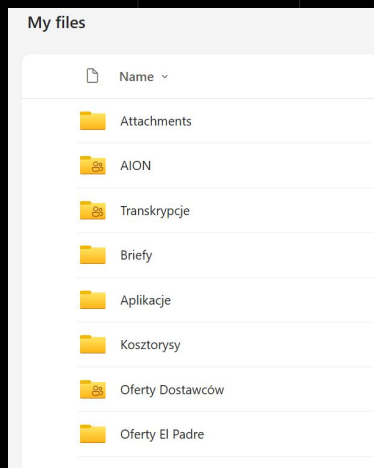 My files
Name
Attachments
AION
Transkrypcje
Briefy
Aplikacje
Kosztorysy
Oferty Dostawców
Oferty El Padre